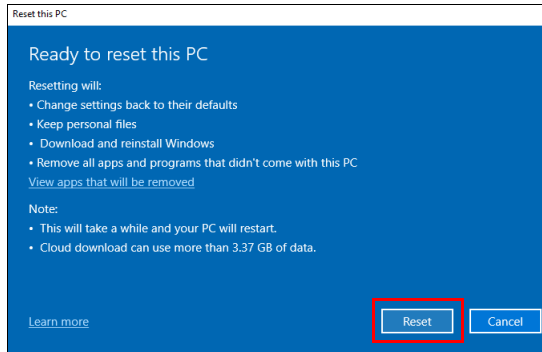 Reset this PC
Ready to reset this PC
Resetting will:
• Change settings back to their defaults
• Keep personal files
• Download and reinstall Windows
• Remove all apps and programs that didn't come with this PC
View apps that will be removed
Note:
• This will take a while and your PC will restart.
• Cloud download can use more than 3.37 GB of data.
Learn more
Reset
Cancel